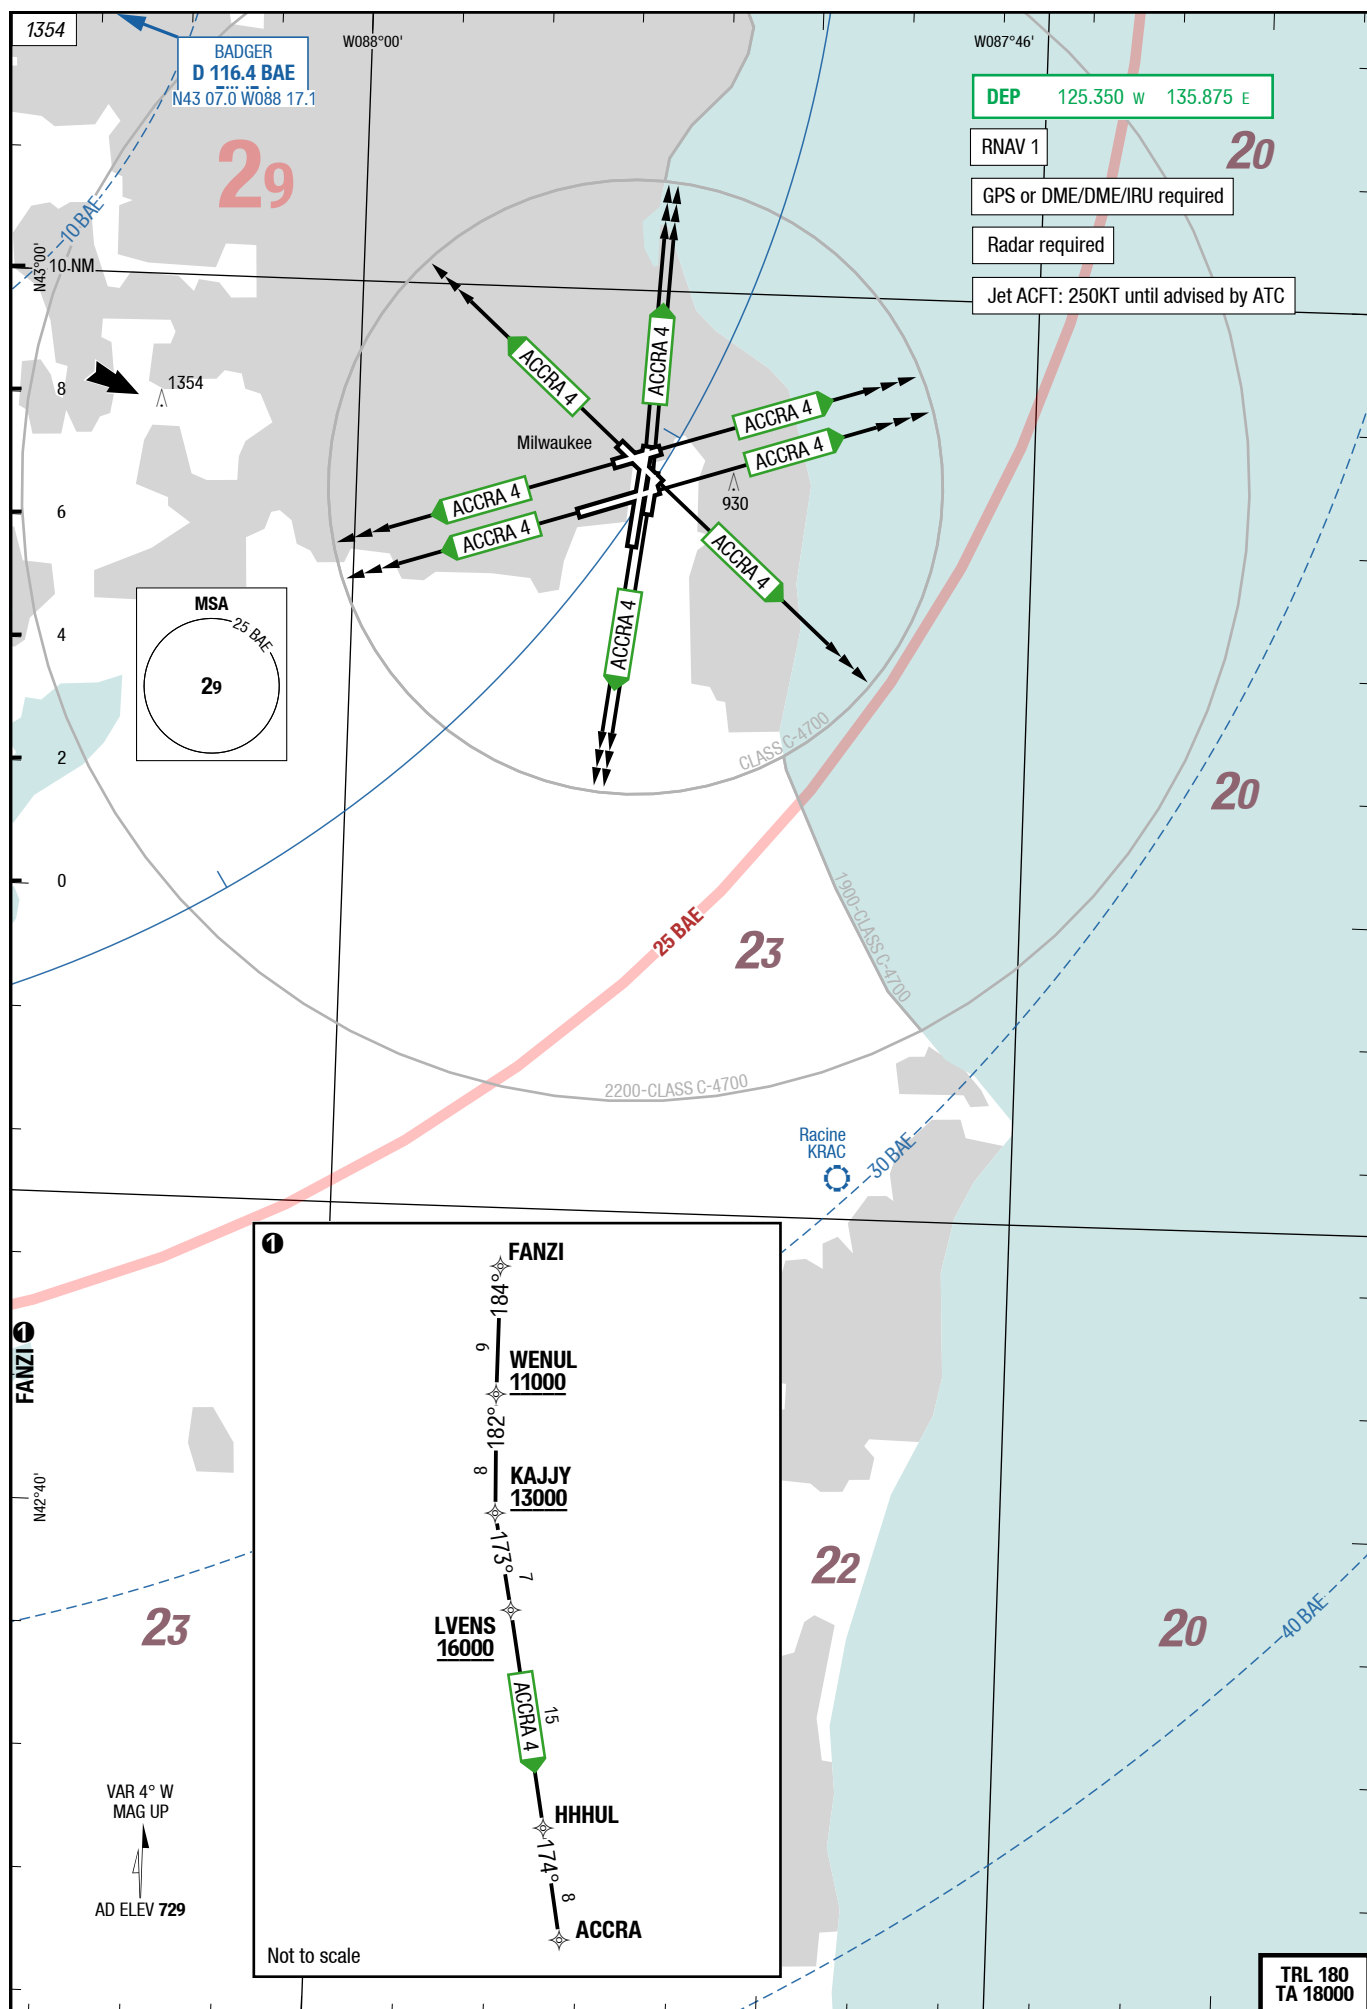 1354
BADGER
D 116.4 BAE
N43 07.0 W088 17.1
W088°00'
W087°46'
DEP 125.350 W 135.875 E
RNAV 1
GPS or DME/DME/IRU required
Radar required
Jet ACFT: 250KT until advised by ATC
29
20
10 BAE
N43°00'
10 NM
8
6
4
2
0
1354
Milwaukee
930
ACCRA 4
ACCRA 4
ACCRA 4
ACCRA 4
ACCRA 4
ACCRA 4
ACCRA 4
ACCRA 4
MSA
25 BAE
29
CLASS C-4700
20
1900-CLASS C-4700
25 BAE
23
2200-CLASS C-4700
Racine
KRAC
30 BAE
1
FANZI
N42°40'
23
22
20
40 BAE
1
FANZI
184°
9
WENUL
11000
182°
8
KAJJY
13000
173°
7
LVENS
16000
ACCRA 4
15
HHHUL
174°
8
ACCRA
Not to scale
VAR 4° W
MAG UP
AD ELEV 729
TRL 180
TA 18000